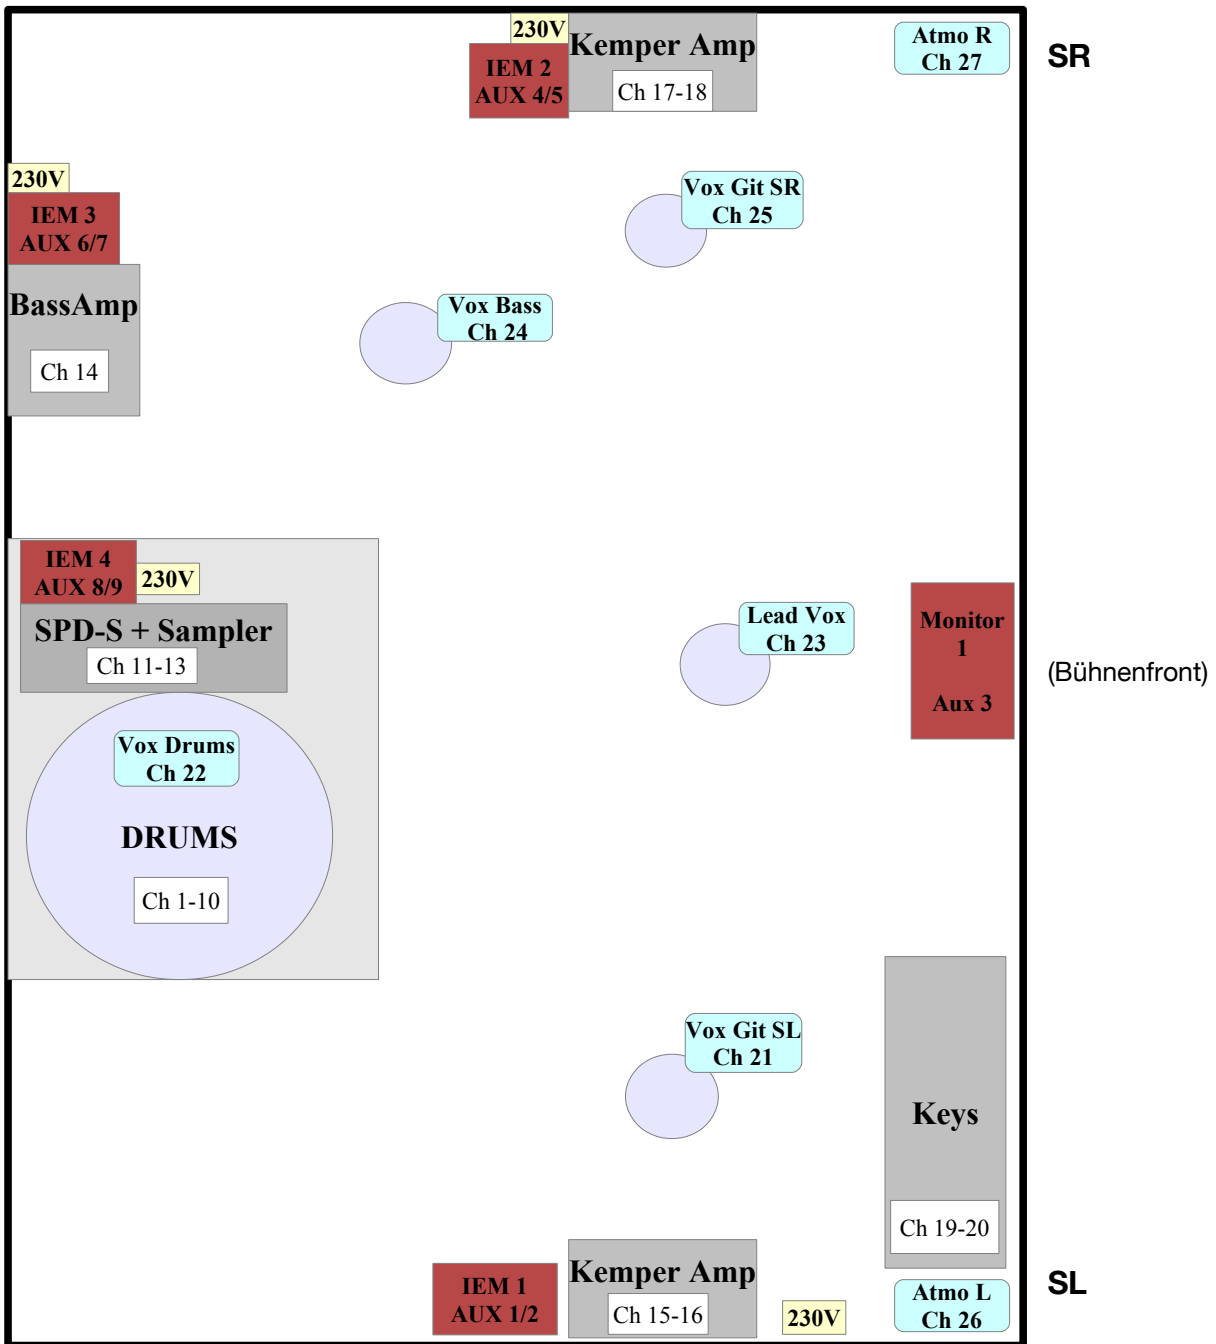 230V
Kemper Amp
Ch 17-18
IEM 2
AUX 4/5
Atmo R
Ch 27
SR
230V
IEM 3
AUX 6/7
BassAmp
Ch 14
Vox Git SR
Ch 25
Vox Bass
Ch 24
IEM 4
AUX 8/9
230V
SPD-S + Sampler
Ch 11-13
Lead Vox
Ch 23
Monitor
1
Aux 3
(Bühnenfront)
Vox Drums
Ch 22
DRUMS
Ch 1-10
Vox Git SL
Ch 21
Keys
Ch 19-20
IEM 1
AUX 1/2
Kemper Amp
Ch 15-16
230V
Atmo L
Ch 26
SL